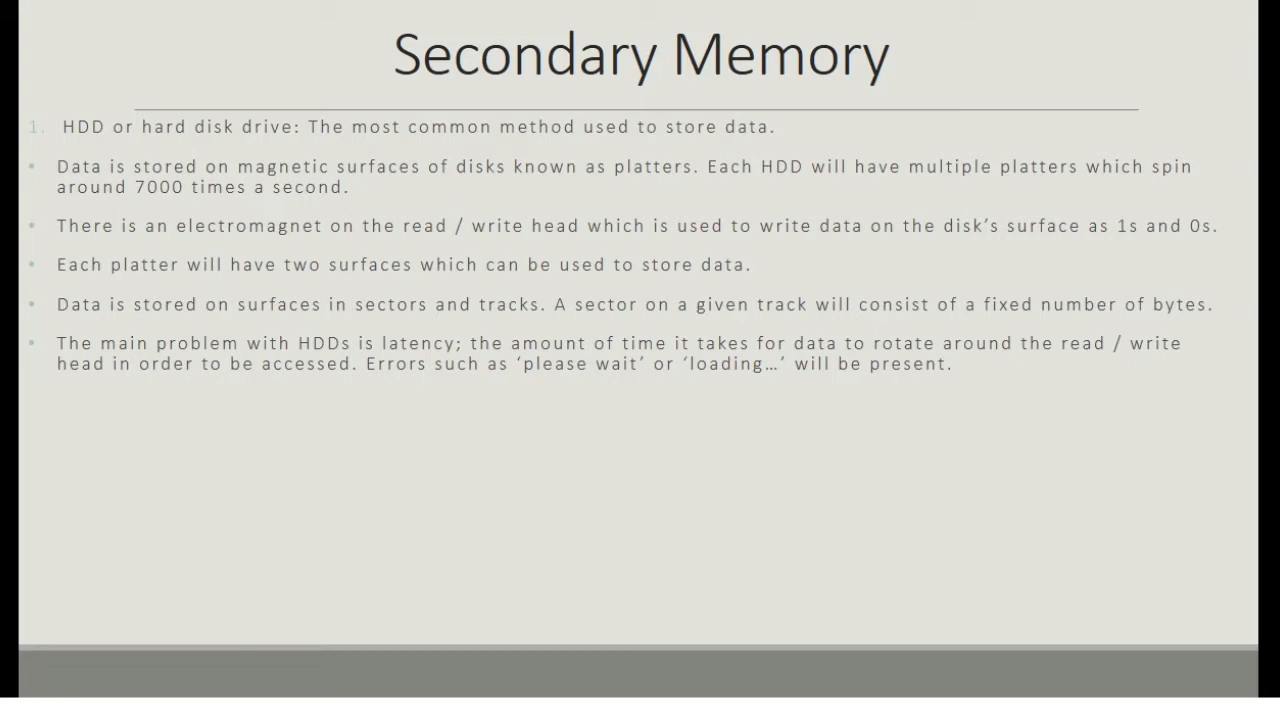 Secondary Memory
1. HDD or hard disk drive: The most common method used to store data.
• Data is stored on magnetic surfaces of disks known as platters. Each HDD will have multiple platters which spin
around 7000 times a second.
• There is an electromagnet on the read / write head which is used to write data on the disk’s surface as 1s and 0s.
• Each platter will have two surfaces which can be used to store data.
• Data is stored on surfaces in sectors and tracks. A sector on a given track will consist of a fixed number of bytes.
• The main problem with HDDs is latency; the amount of time it takes for data to rotate around the read / write
head in order to be accessed. Errors such as ‘please wait’ or ‘loading…’ will be present.